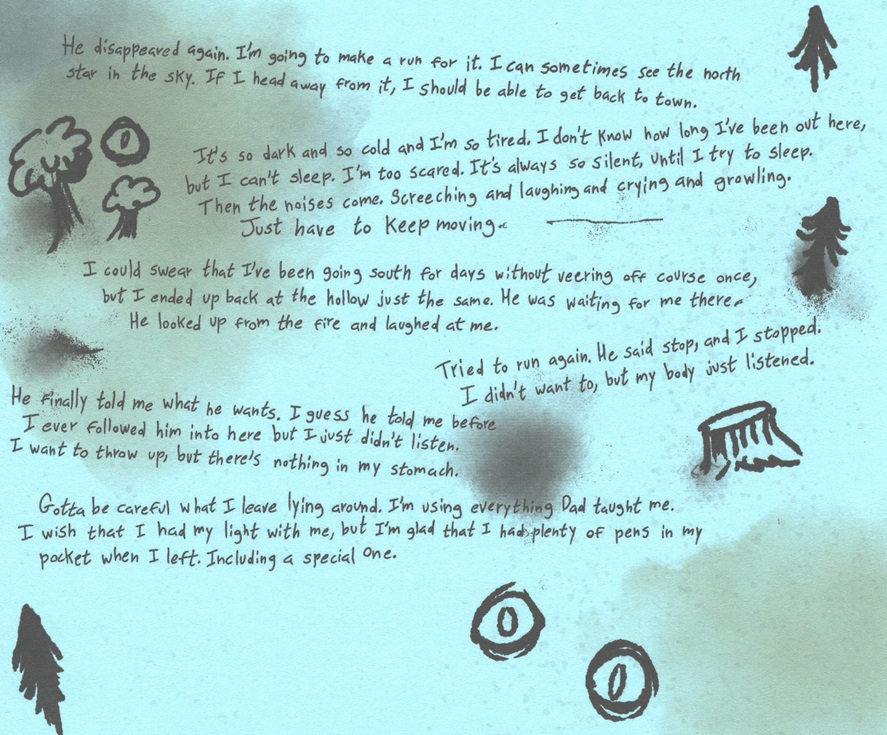 He disappeared again. I'm going to make a run for it. I can sometimes see the north
star in the sky. If I head away from it, I should be able to get back to town.
It's so dark and so cold and I'm so tired. I don't know how long I've been out here,
but I can't sleep. I'm too scared. It's always so silent, until I try to sleep.
Then the noises come. Screeching and laughing and crying and growling.
Just have to keep moving.
I could swear that I've been going south for days without veering off course once,
but I ended up back at the hollow just the same. He was waiting for me there.
He looked up from the fire and laughed at me.
Tried to run again. He said stop, and I stopped.
I didn't want to, but my body just listened.
He finally told me what he wants. I guess he told me before
I ever followed him into here but I just didn't listen.
I want to throw up, but there's nothing in my stomach.
Gotta be careful what I leave lying around. I'm using everything Dad taught me.
I wish that I had my light with me, but I'm glad that I had plenty of pens in my
pocket when I left. Including a special one.